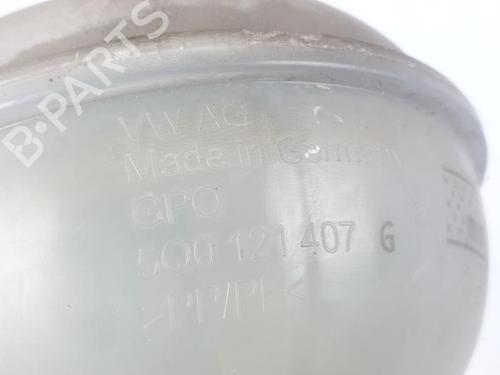 B-PARTS
VW AG
Made in Germany
GPO
5Q0 121 407 G
>PP/PE<